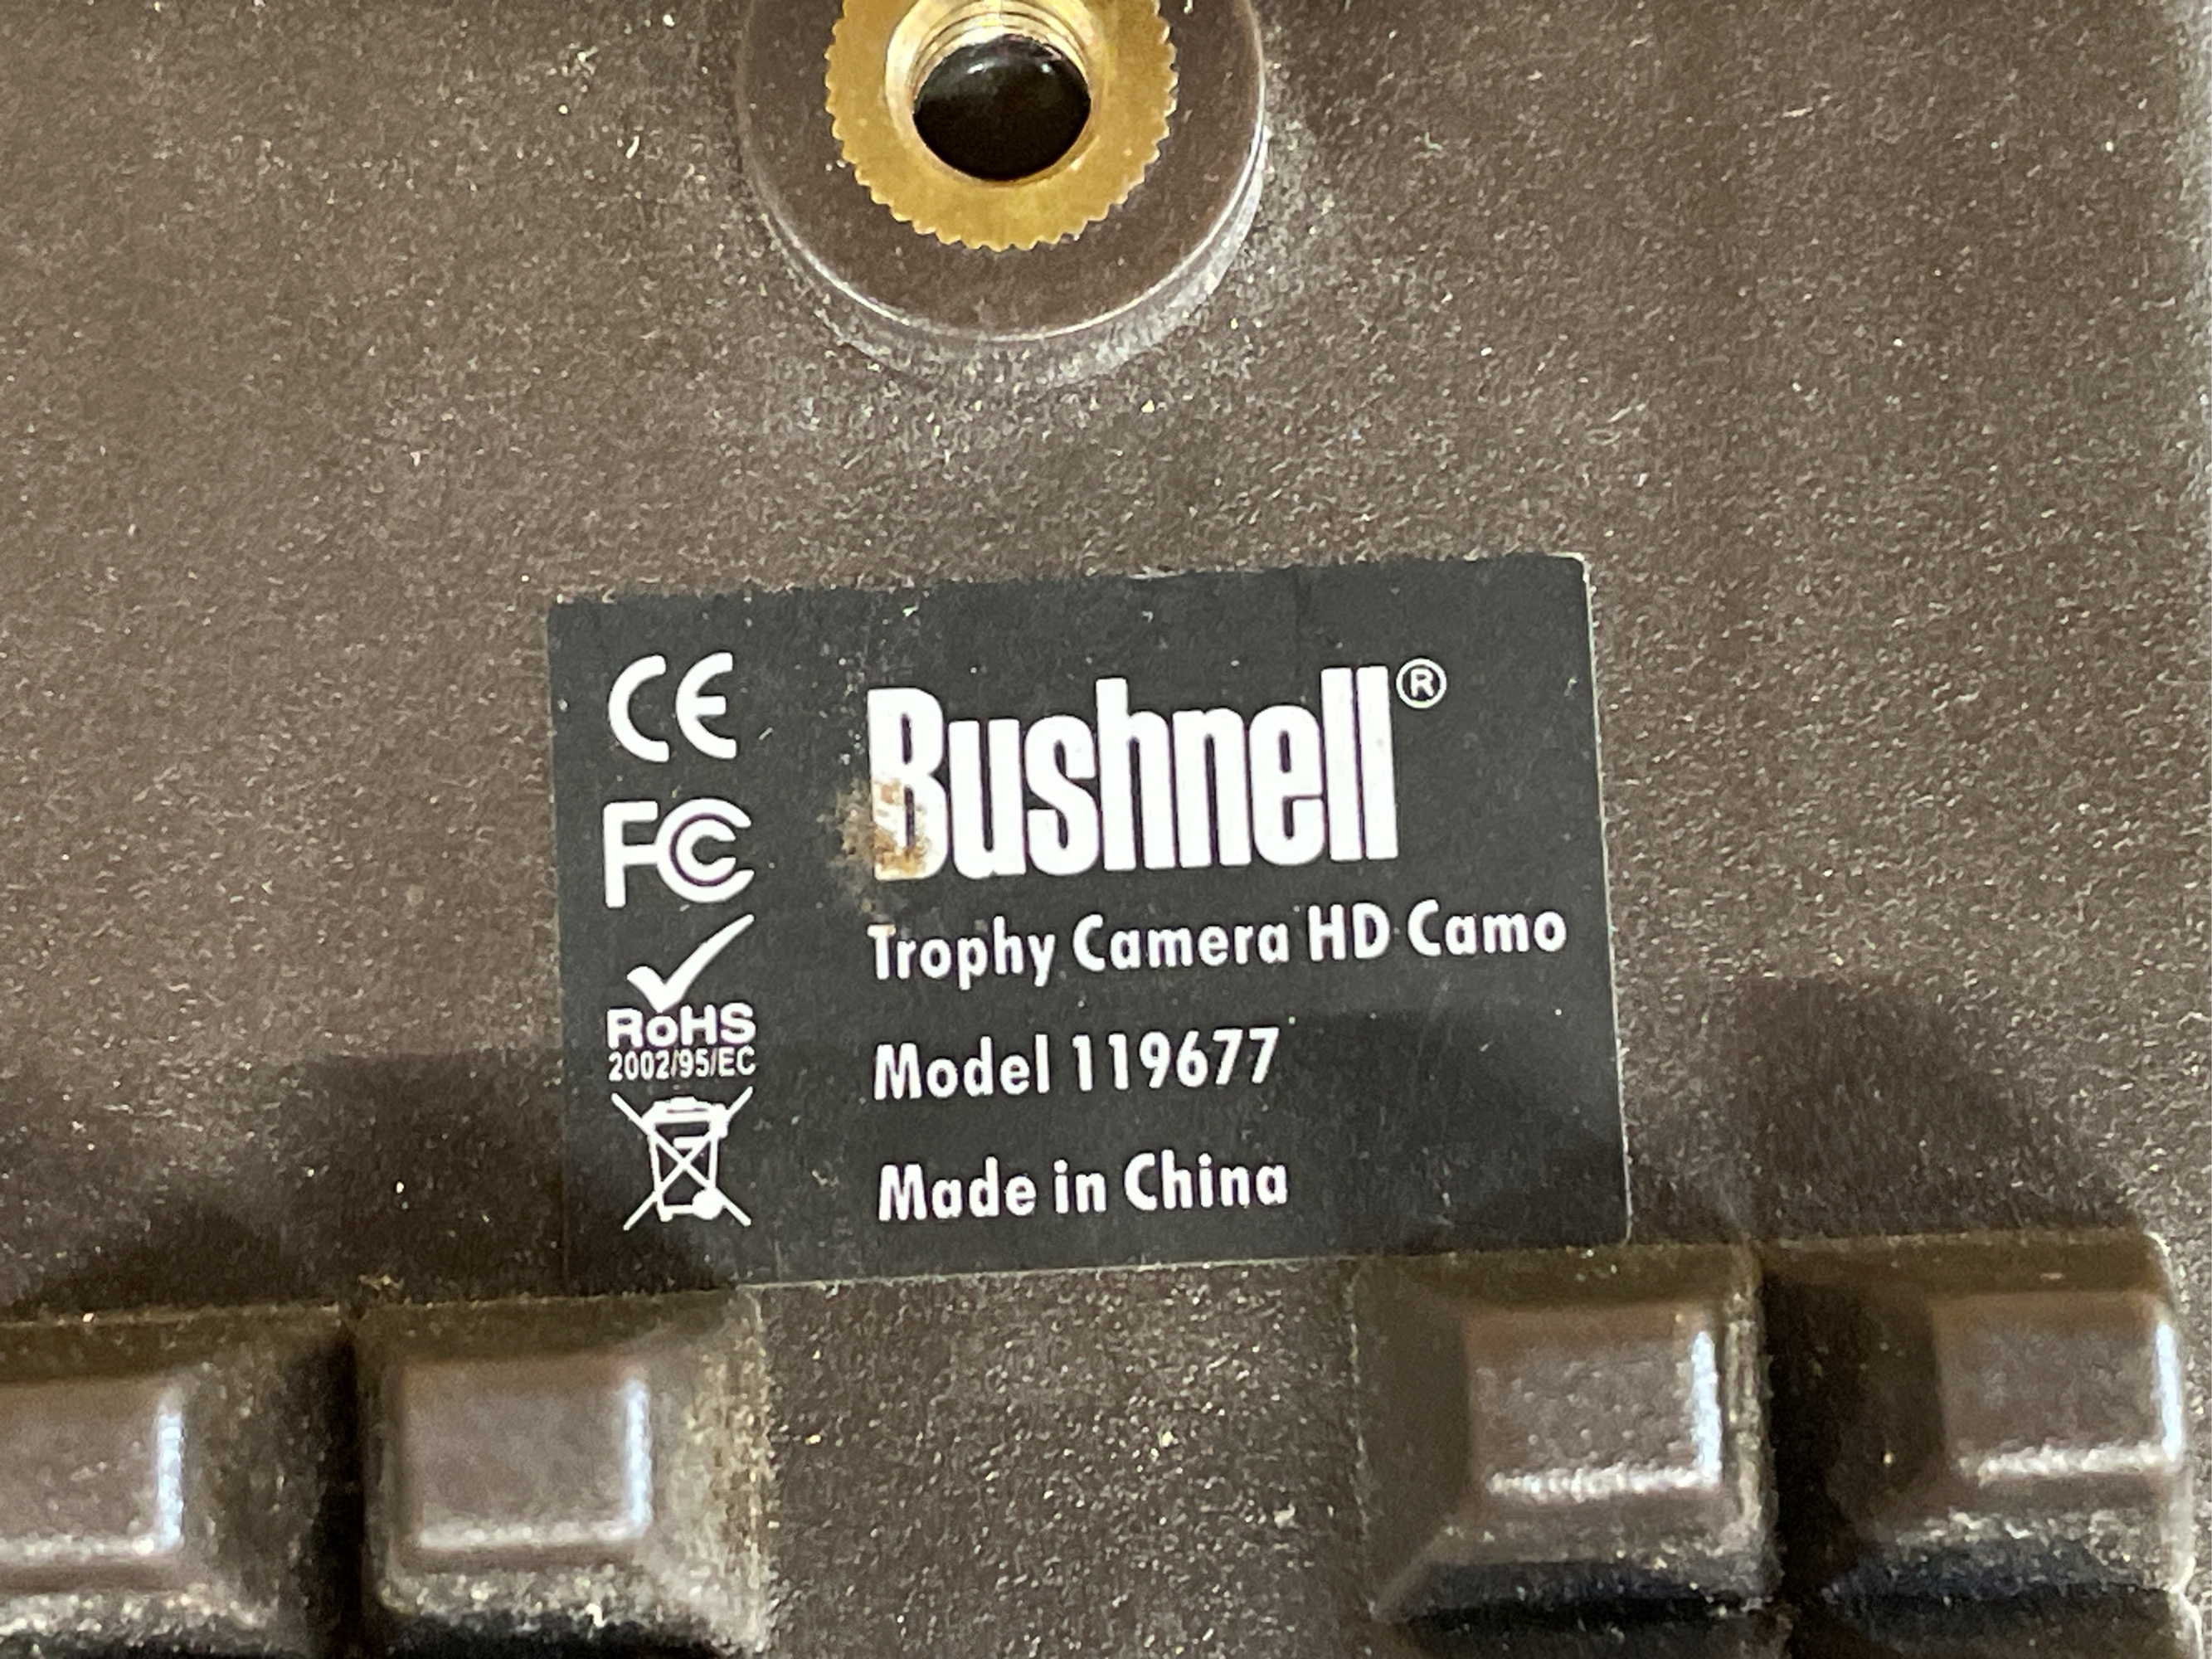 CE
FC
RoHS
2002/95/EC
Bushnell®
Trophy Camera HD Camo
Model 119677
Made in China